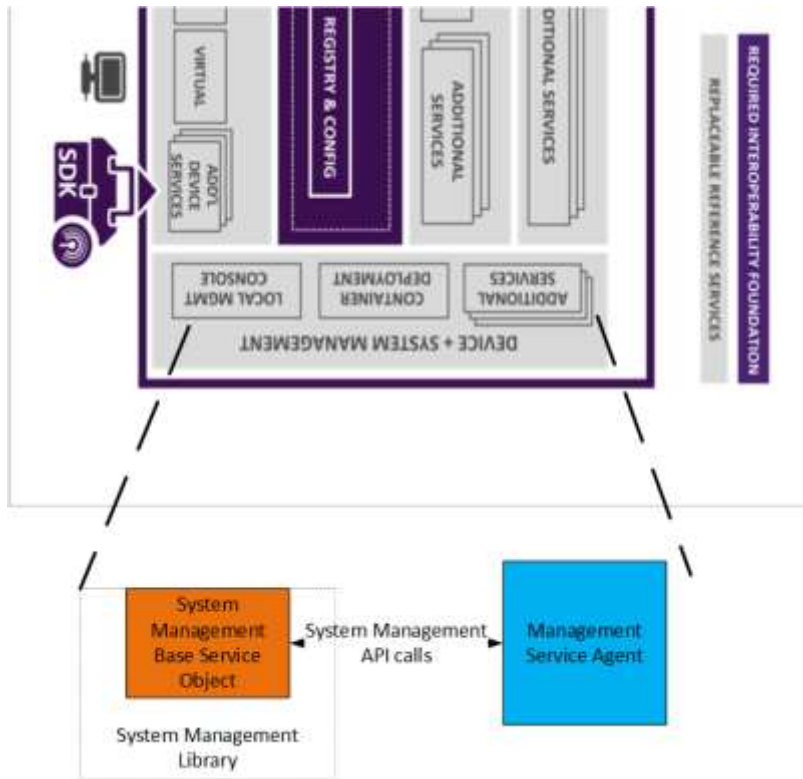 VIRTUAL
ADD'L
DEVICE
SERVICES
REGISTRY & CONFIG
ADDITIONAL
SERVICES
DITIONAL SERVICES
SDK
REPLACEABLE REFERENCE SERVICES
REQUIRED INTEROPERABILITY FOUNDATION
LOCAL MGMT
CONSOLE
CONTAINER
DEPLOYMENT
ADDITIONAL
SERVICES
DEVICE + SYSTEM MANAGEMENT
System
Management
Base Service
Object
System Management
API calls
Management
Service Agent
System Management
Library